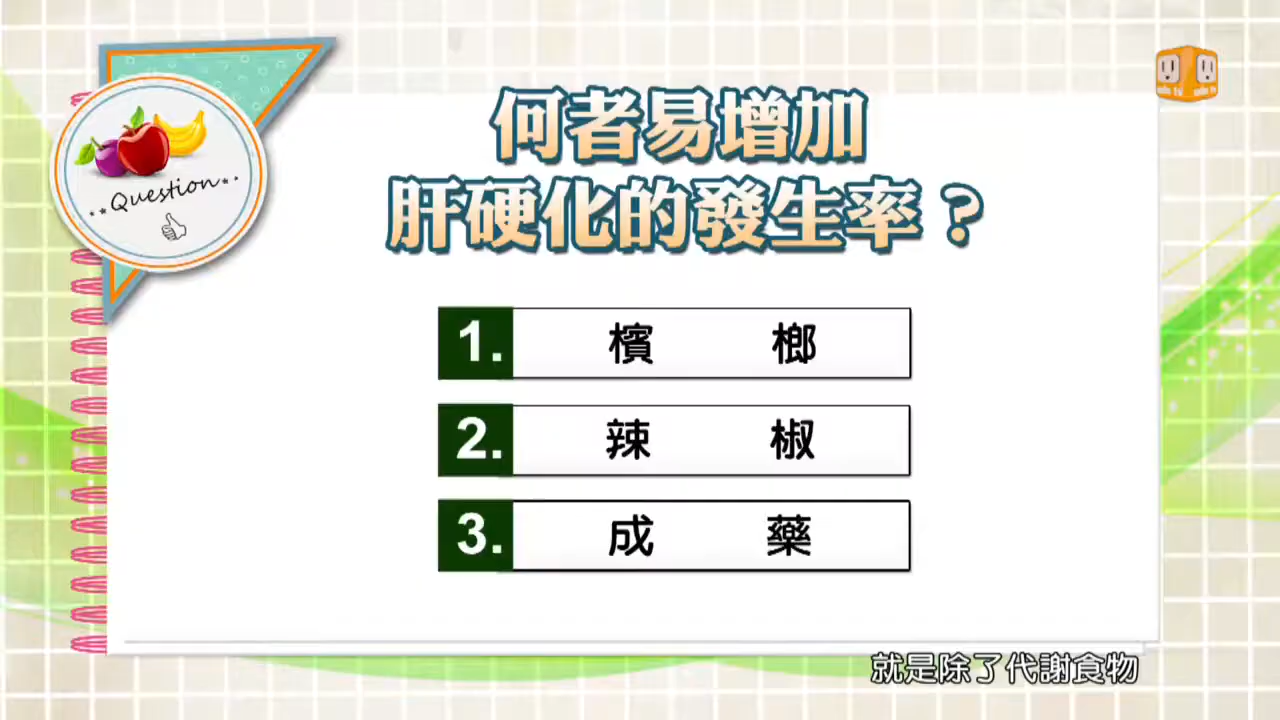 Question
何者易增加
肝硬化的發生率？
1. 檳榔
2. 辣椒
3. 成藥
就是除了代謝食物